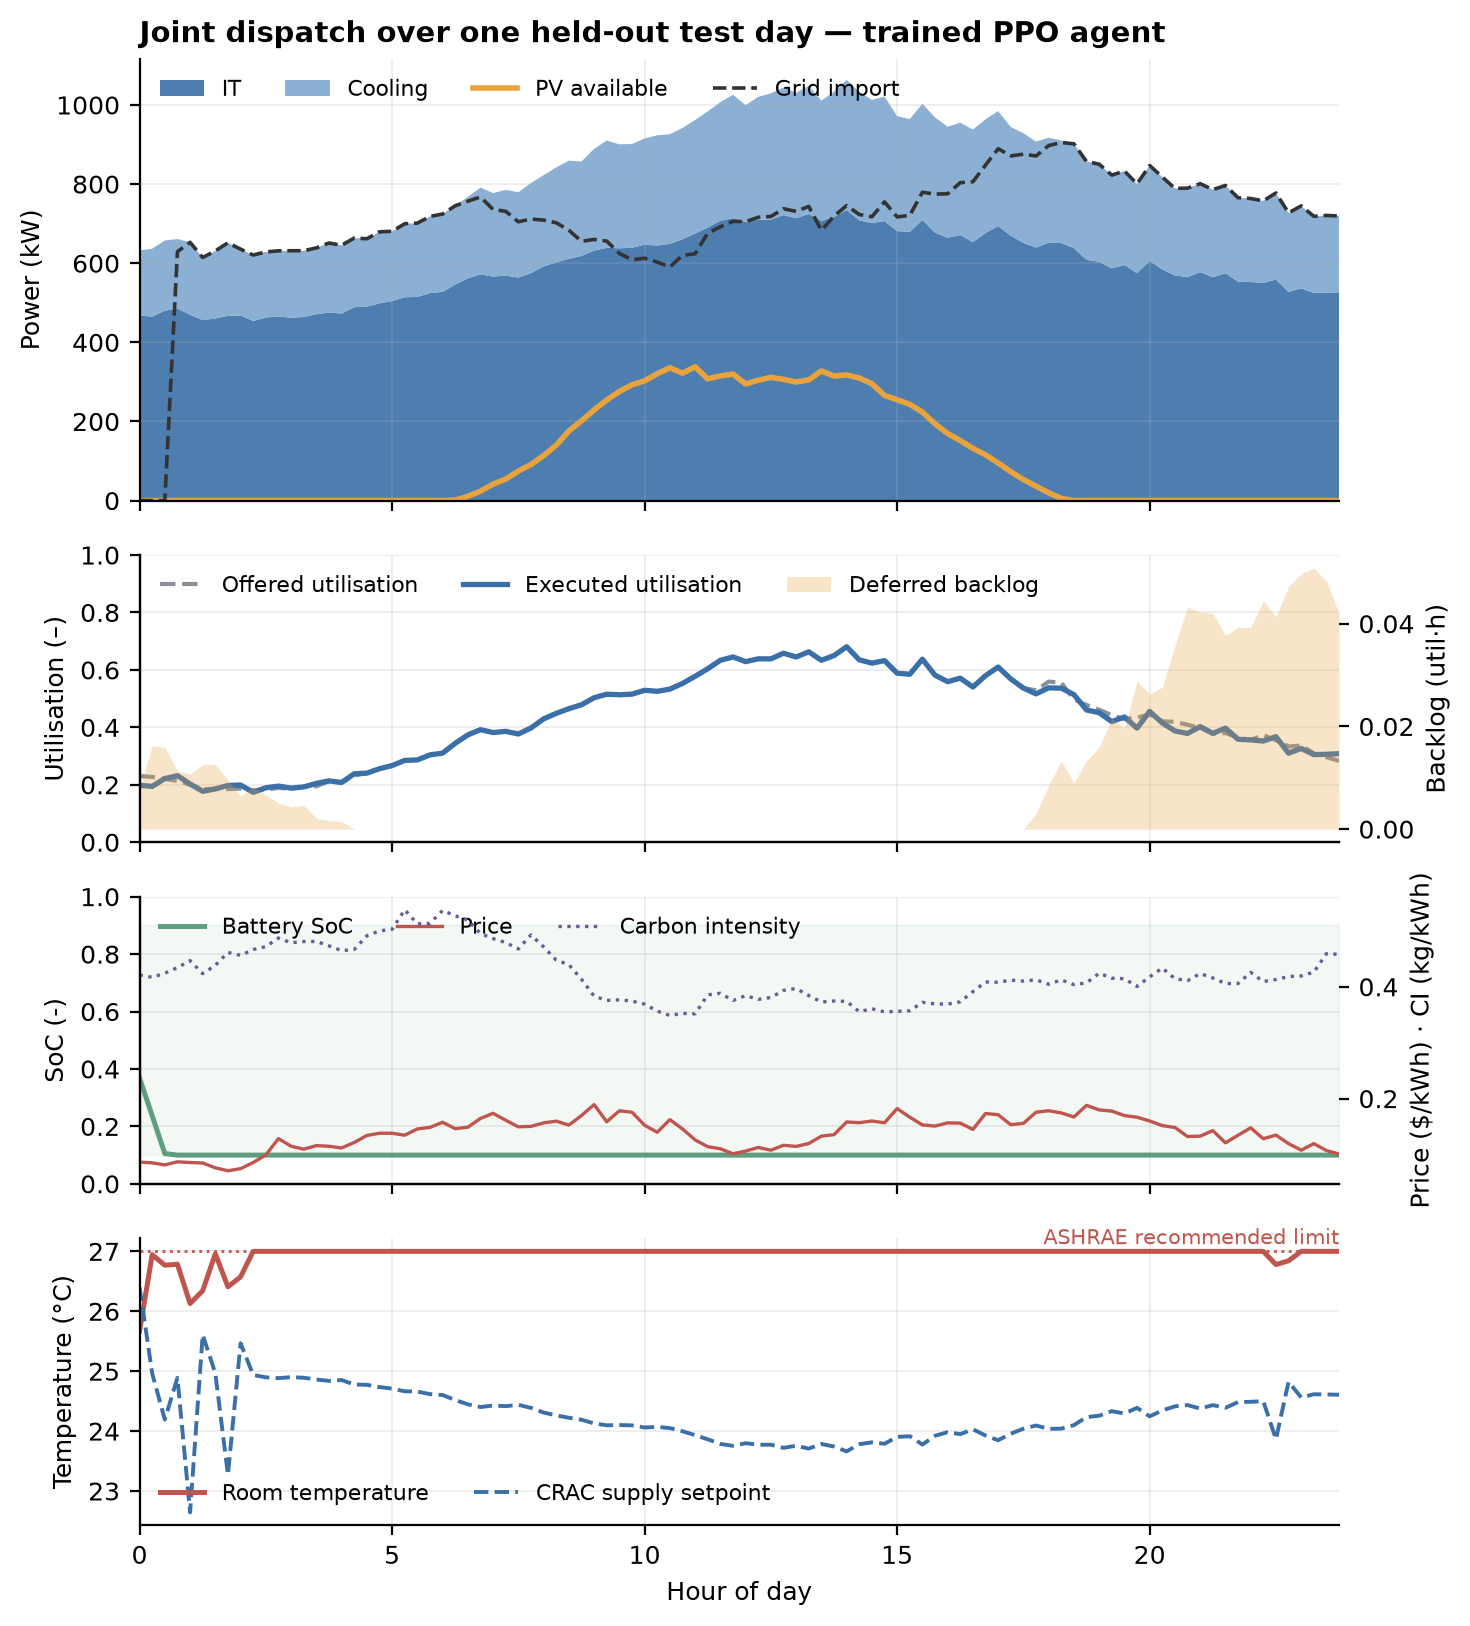 Joint dispatch over one held-out test day — trained PPO agent
IT
Cooling
PV available
Grid import
Power (kW)
1000
800
600
400
200
0
Offered utilisation
Executed utilisation
Deferred backlog
Utilisation (–)
1.0
0.8
0.6
0.4
0.2
0.0
0.04
0.02
0.00
Backlog (util·h)
Battery SoC
Price
Carbon intensity
SoC (-)
1.0
0.8
0.6
0.4
0.2
0.0
0.4
0.2
Price ($/kWh) · CI (kg/kWh)
ASHRAE recommended limit
Temperature (°C)
27
26
25
24
23
Room temperature
CRAC supply setpoint
0
5
10
15
20
Hour of day